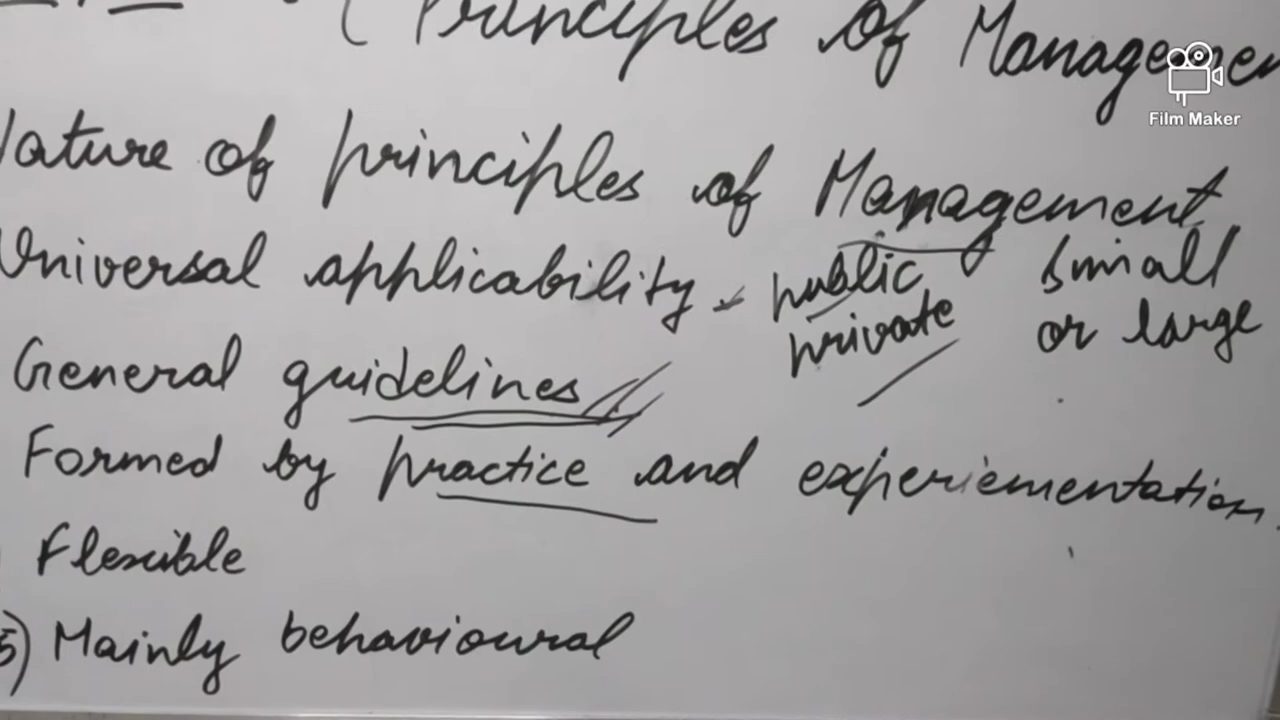 (Principles of Managemen
Film Maker
Nature of principles of Management
Universal applicability - public small
private or large
General guidelines
Formed by practice and experiementation
Flexible
5) Mainly behavioural